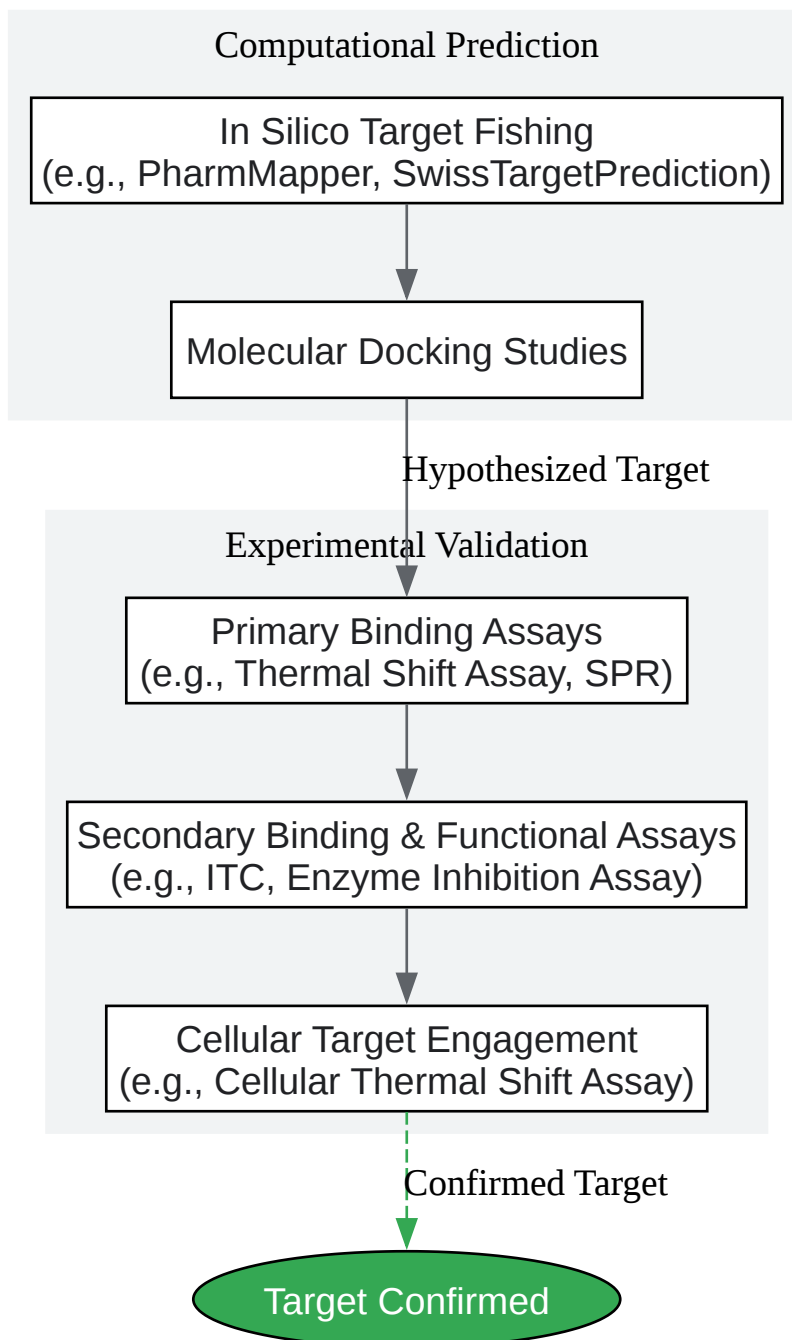 Computational Prediction
In Silico Target Fishing
(e.g., PharmMapper, SwissTargetPrediction)
Molecular Docking Studies
Hypothesized Target
Experimental Validation
Primary Binding Assays
(e.g., Thermal Shift Assay, SPR)
Secondary Binding & Functional Assays
(e.g., ITC, Enzyme Inhibition Assay)
Cellular Target Engagement
(e.g., Cellular Thermal Shift Assay)
Confirmed Target
Target Confirmed